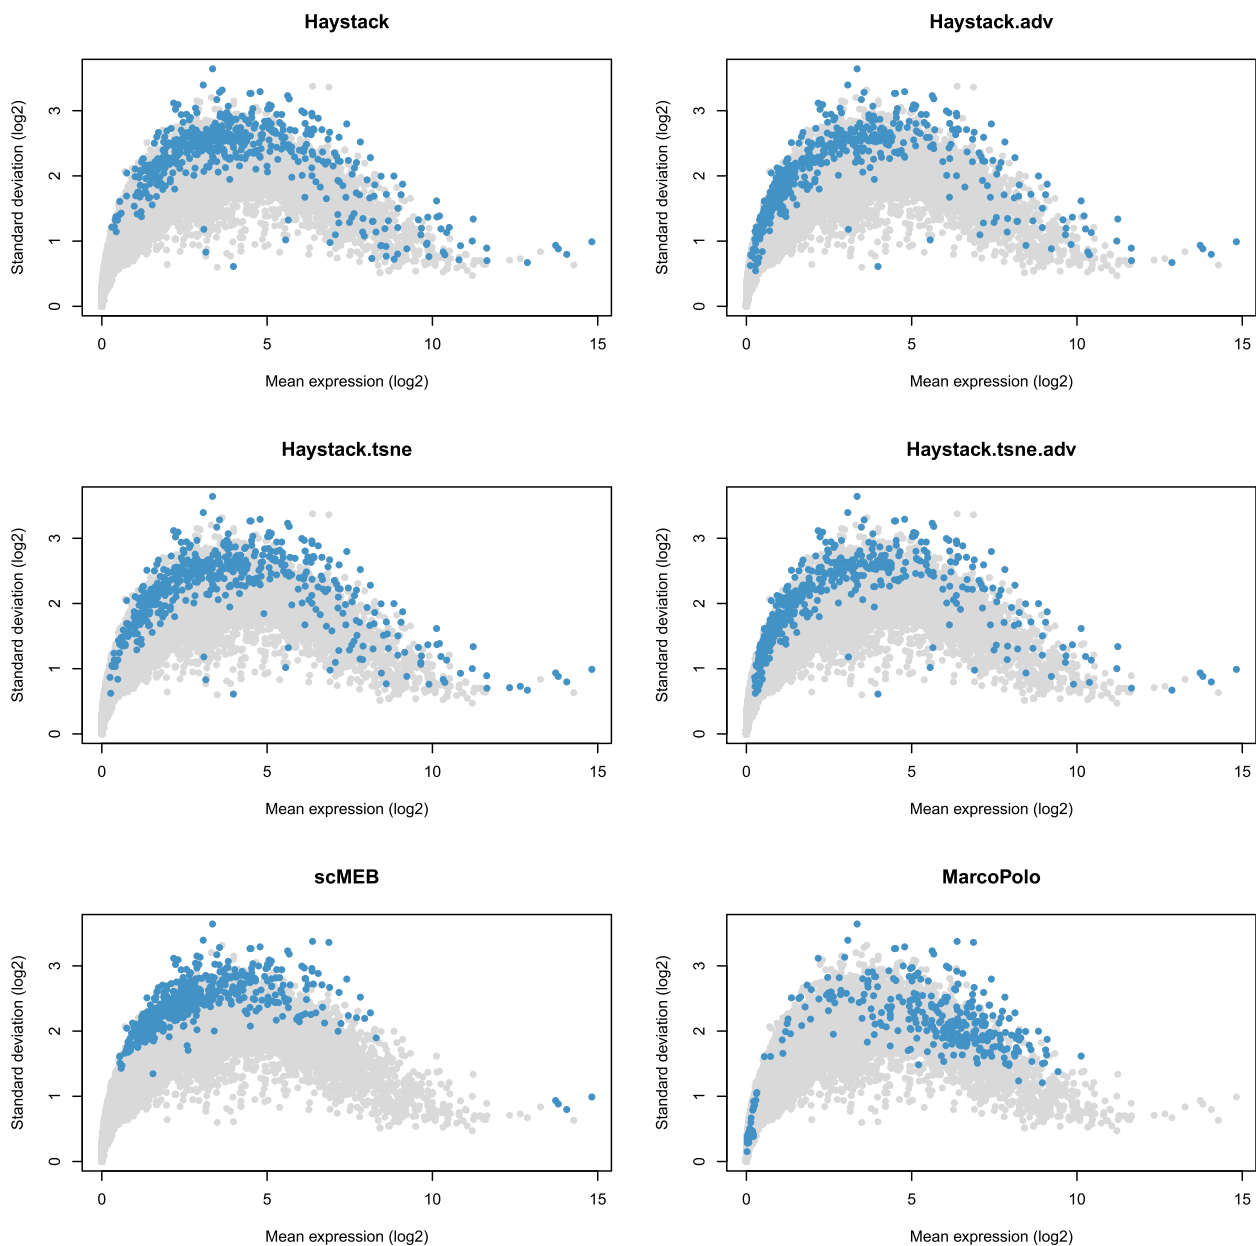 Haystack
Haystack.adv
Standard deviation (log2)
3
2
1
0
0 5 10 15
Mean expression (log2)
Standard deviation (log2)
3
2
1
0
0 5 10 15
Mean expression (log2)
Haystack.tsne
Haystack.tsne.adv
Standard deviation (log2)
3
2
1
0
0 5 10 15
Mean expression (log2)
Standard deviation (log2)
3
2
1
0
0 5 10 15
Mean expression (log2)
scMEB
MarcoPolo
Standard deviation (log2)
3
2
1
0
0 5 10 15
Mean expression (log2)
Standard deviation (log2)
3
2
1
0
0 5 10 15
Mean expression (log2)